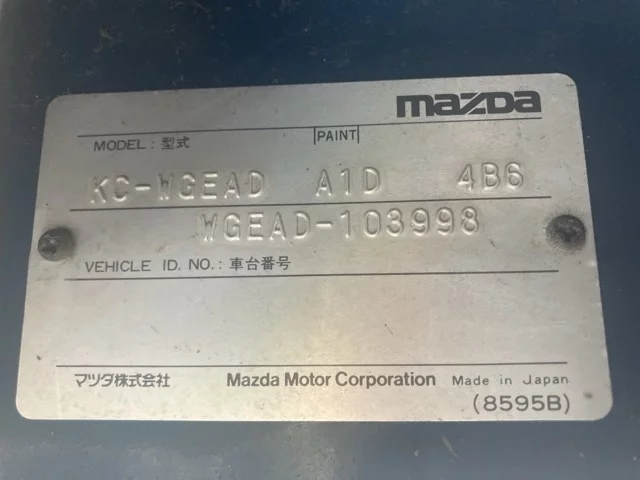 mazda
MODEL : 型式 PAINT
KC-WGEAD A1D 4B6
WGEAD-103998
VEHICLE ID. NO.: 車台番号
マツダ株式会社 Mazda Motor Corporation Made in Japan
(8595B)